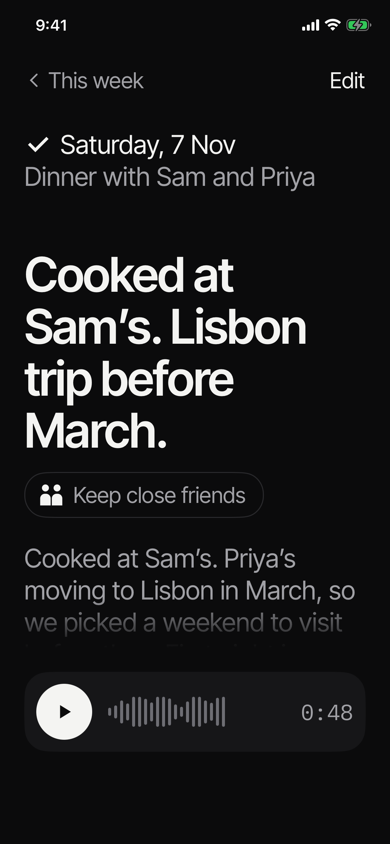 9:41
This week
Edit
Saturday, 7 Nov
Dinner with Sam and Priya
Cooked at
Sam’s. Lisbon
trip before
March.
Keep close friends
Cooked at Sam’s. Priya’s
moving to Lisbon in March, so
we picked a weekend to visit
0:48